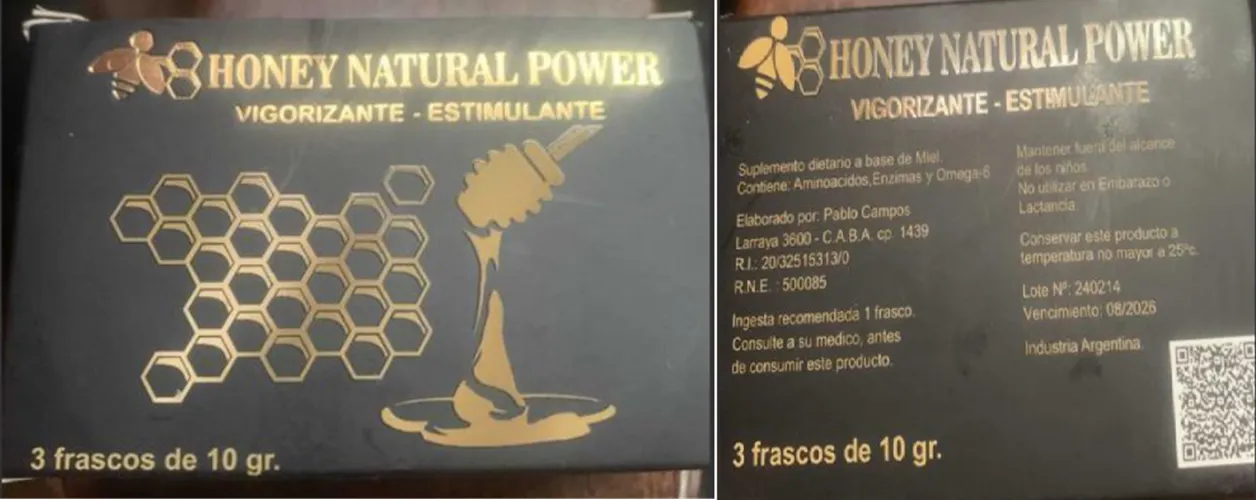 HONEY NATURAL POWER
VIGORIZANTE - ESTIMULANTE
3 frascos de 10 gr.
HONEY NATURAL POWER
VIGORIZANTE - ESTIMULANTE
Suplemento dietario a base de Miel.
Contiene: Aminoacidos,Enzimas y Omega-6
Elaborado por: Pablo Campos
Larraya 3600 - C.A.B.A. cp. 1439
R.I.: 20/32515313/0
R.N.E. : 500085
Ingesta recomendada 1 frasco.
Consulte a su medico, antes
de consumir este producto.
3 frascos de 10 gr.
Mantener fuera del alcance
de los niños.
No utilizar en Embarazo o
Lactancia.
Conservar este producto a
temperatura no mayor a 25ºc.
Lote Nº: 240214
Vencimiento: 08/2026
Industria Argentina.